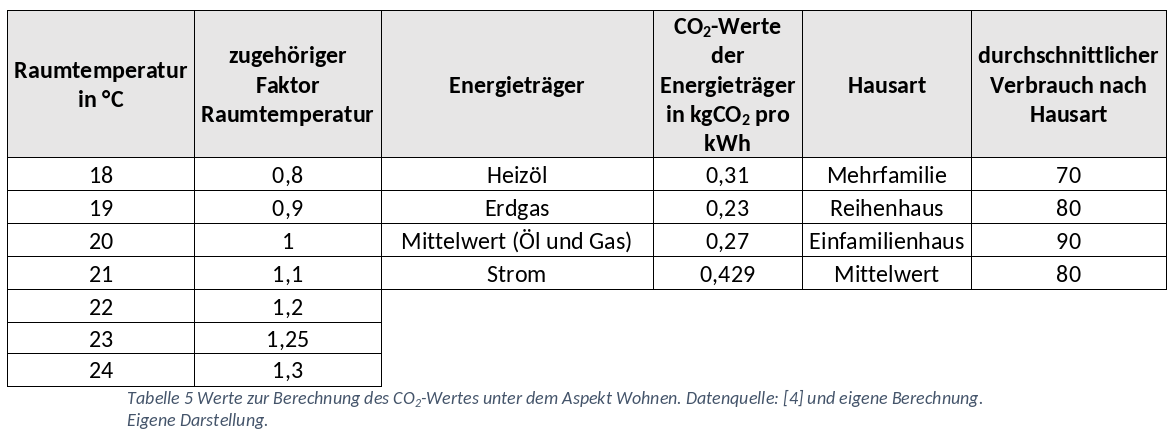 Raumtemperatur in °C | zugehöriger Faktor Raumtemperatur | Energieträger | CO₂-Werte der Energieträger in kgCO₂ pro kWh | Hausart | durchschnittlicher Verbrauch nach Hausart
18 | 0,8 | Heizöl | 0,31 | Mehrfamilie | 70
19 | 0,9 | Erdgas | 0,23 | Reihenhaus | 80
20 | 1 | Mittelwert (Öl und Gas) | 0,27 | Einfamilienhaus | 90
21 | 1,1 | Strom | 0,429 | Mittelwert | 80
22 | 1,2
23 | 1,25
24 | 1,3
Tabelle 5 Werte zur Berechnung des CO₂-Wertes unter dem Aspekt Wohnen. Datenquelle: [4] und eigene Berechnung.
Eigene Darstellung.